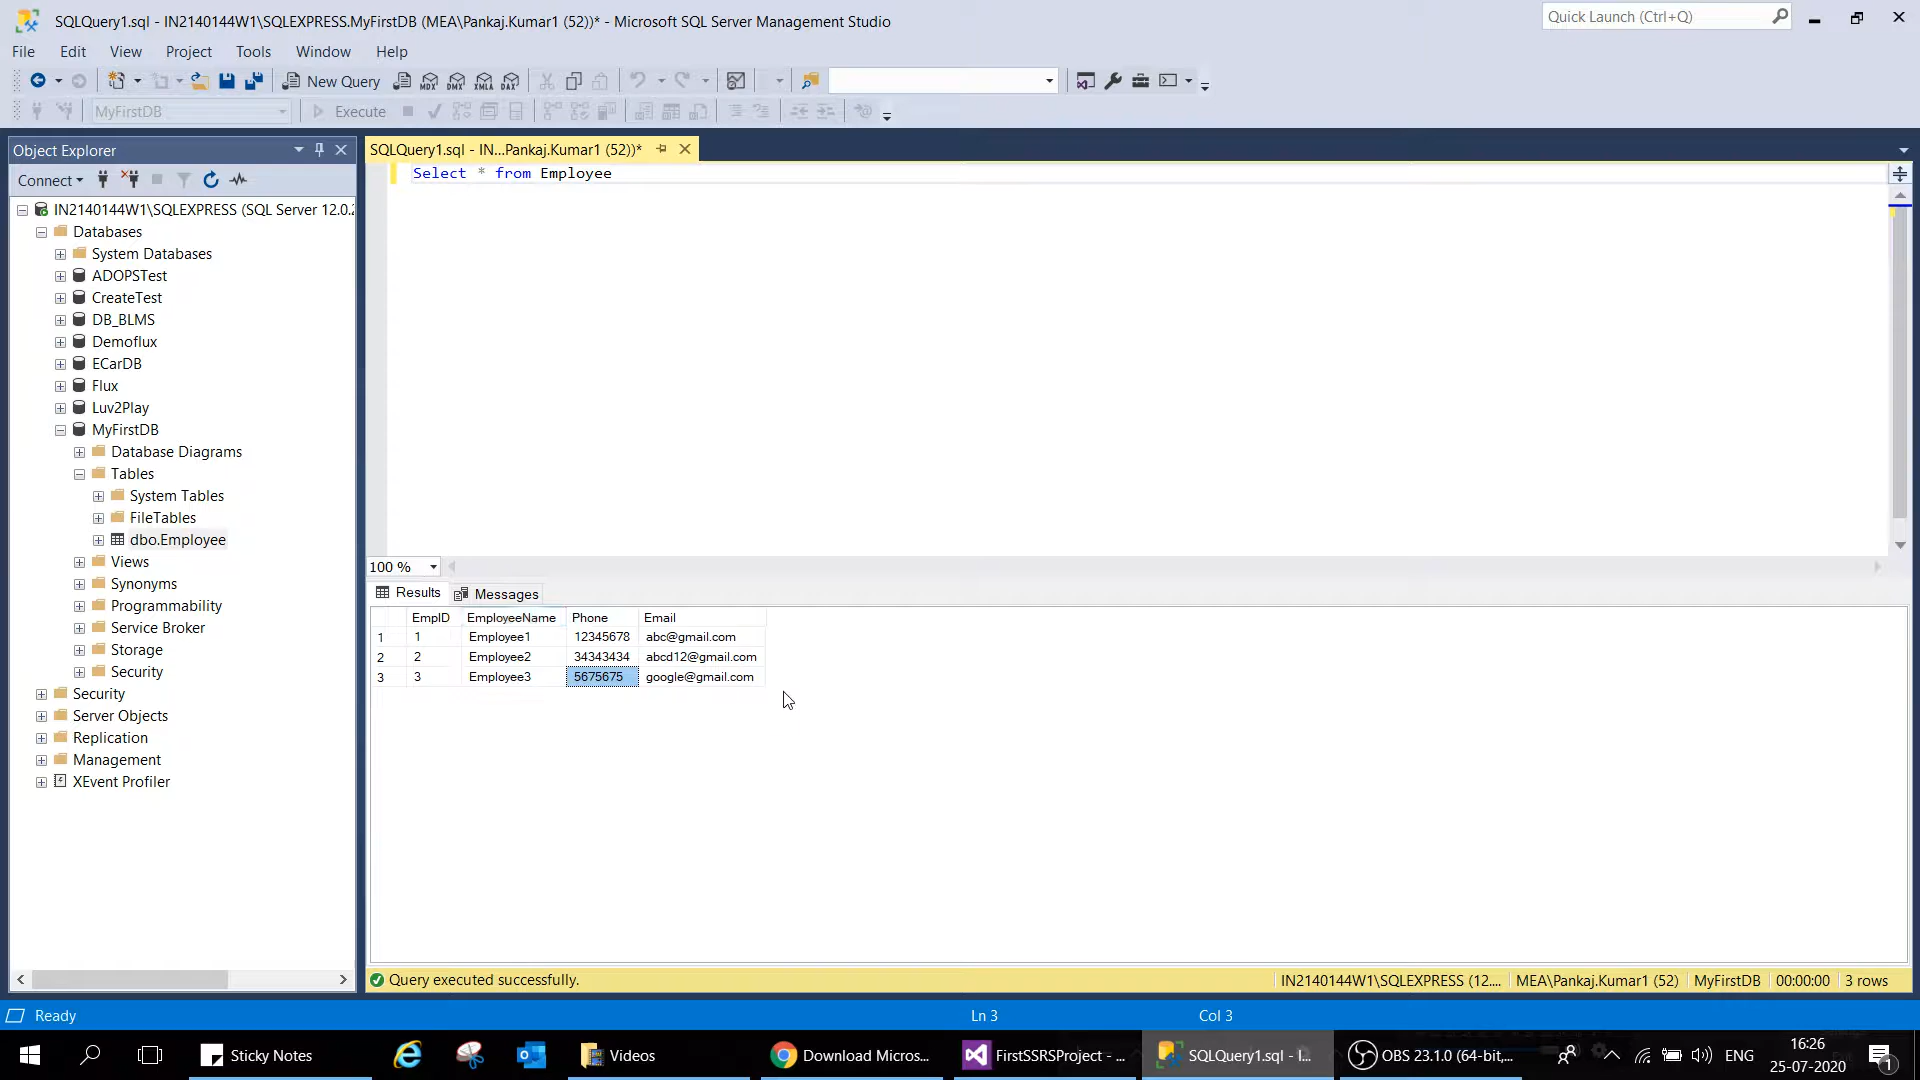 SQLQuery1.sql - IN2140144W1\SQLEXPRESS.MyFirstDB (MEA\Pankaj.Kumar1 (52))* - Microsoft SQL Server Management Studio
Quick Launch (Ctrl+Q)
File Edit View Project Tools Window Help
New Query MDX DMX XMLA DAX
MyFirstDB Execute
Object Explorer
Connect
IN2140144W1\SQLEXPRESS (SQL Server 12.0.2
Databases
System Databases
ADOPSTest
CreateTest
DB_BLMS
Demoflux
ECarDB
Flux
Luv2Play
MyFirstDB
Database Diagrams
Tables
System Tables
FileTables
dbo.Employee
Views
Synonyms
Programmability
Service Broker
Storage
Security
Security
Server Objects
Replication
Management
XEvent Profiler
SQLQuery1.sql - IN...Pankaj.Kumar1 (52))*
Select * from Employee
100 %
Results Messages
EmpID EmployeeName Phone Email
1 1 Employee1 12345678 abc@gmail.com
2 2 Employee2 34343434 abcd12@gmail.com
3 3 Employee3 5675675 google@gmail.com
Query executed successfully. IN2140144W1\SQLEXPRESS (12.... MEA\Pankaj.Kumar1 (52) MyFirstDB 00:00:00 3 rows
Ready Ln 3 Col 3
Sticky Notes Videos Download Micros... FirstSSRSProject - ... SQLQuery1.sql - I... OBS 23.1.0 (64-bit,... ENG 16:26
25-07-2020 1